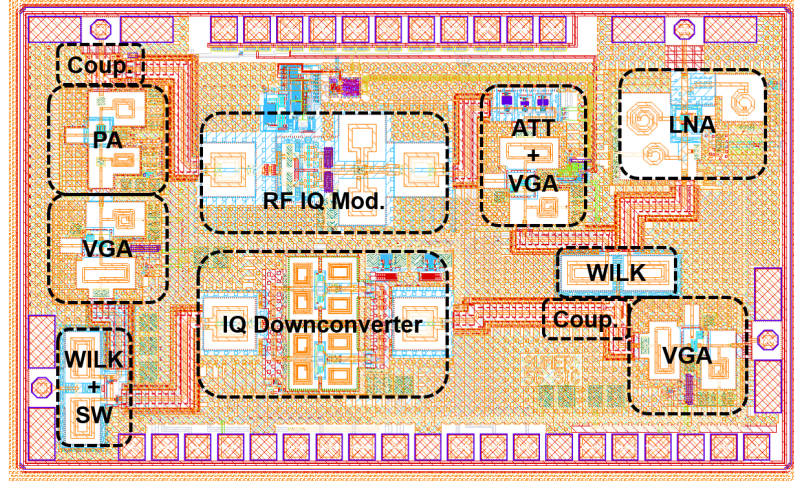 Coup.
PA
VGA
WILK
+
SW
RF IQ Mod.
IQ Downconverter
ATT
+
VGA
LNA
WILK
Coup.
VGA